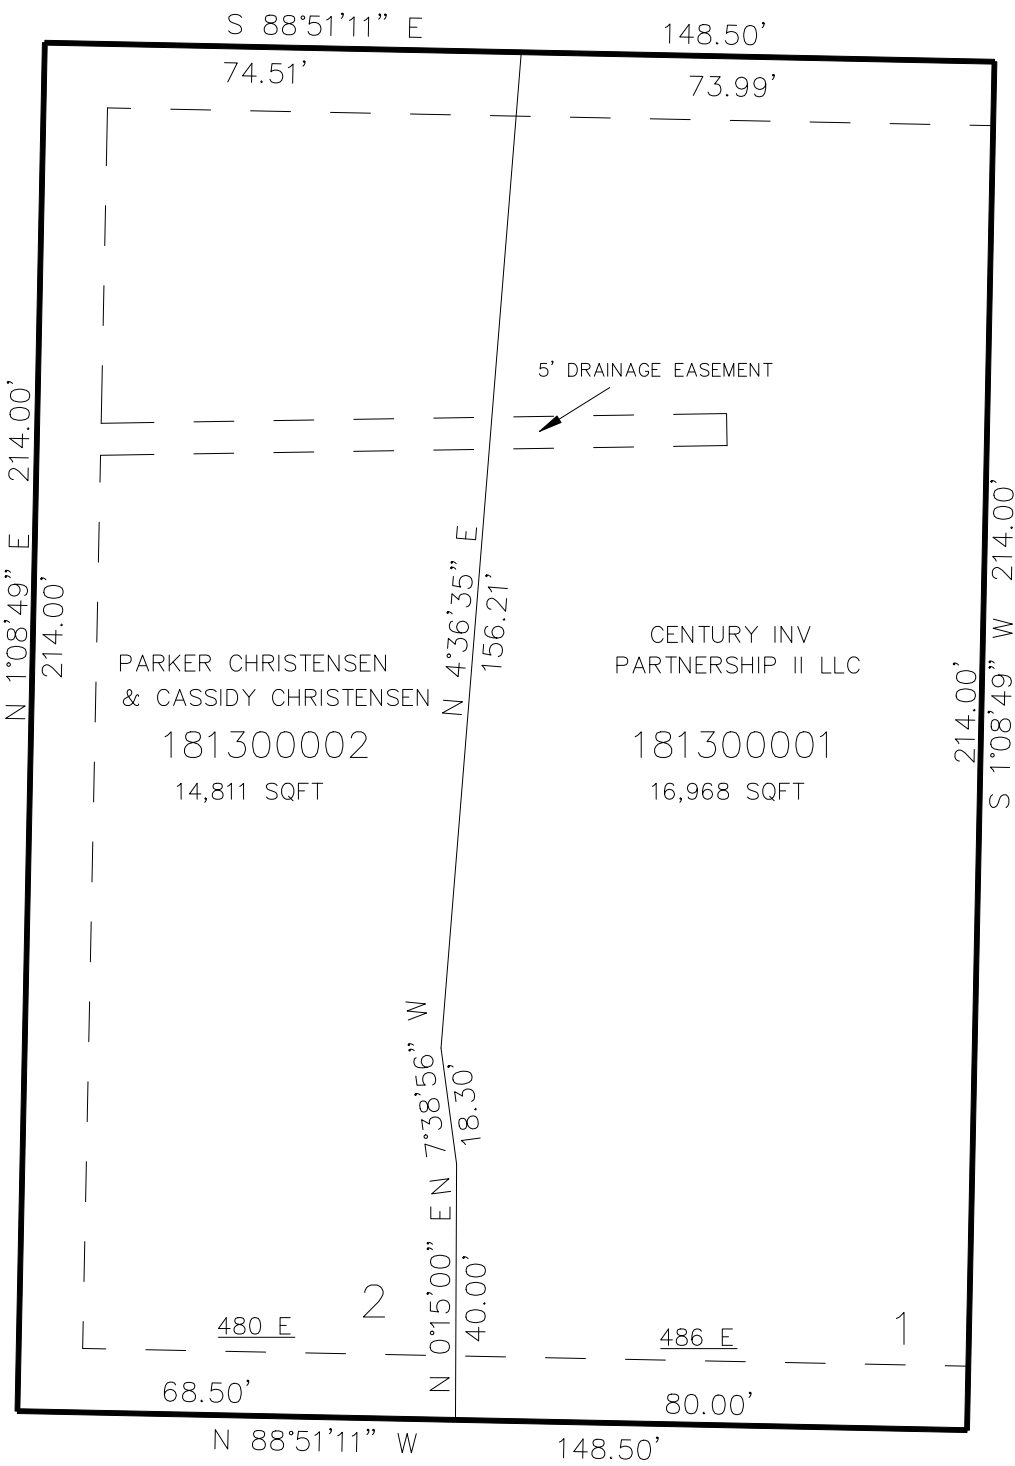 S 88°51'11" E
148.50'
74.51'
73.99'
5' DRAINAGE EASEMENT
N 1°08'49" E 214.00'
214.00'
N 4°36'35" E
156.21'
S 1°08'49" W 214.00'
214.00'
PARKER CHRISTENSEN
& CASSIDY CHRISTENSEN
181300002
14,811 SQFT
CENTURY INV
PARTNERSHIP II LLC
181300001
16,968 SQFT
N 7°38'56" W
18.30'
N 0°15'00" E
40.00'
2
480 E
1
486 E
68.50'
80.00'
N 88°51'11" W
148.50'